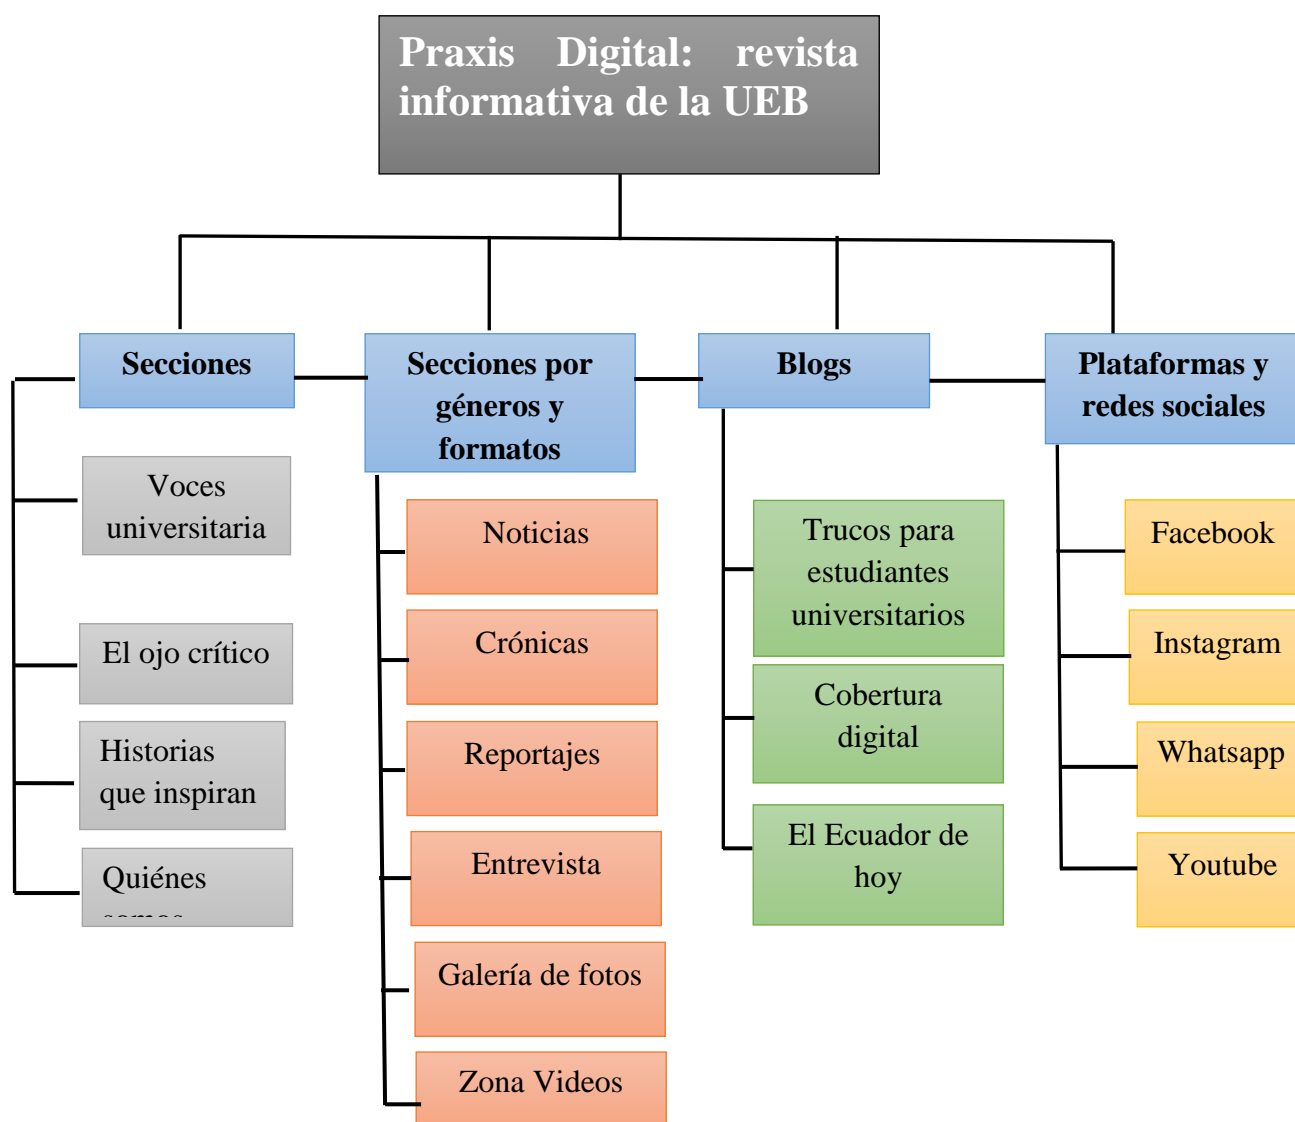 Praxis Digital: revista
informativa de la UEB
Secciones
Secciones por
géneros y
formatos
Blogs
Plataformas y
redes sociales
Voces
universitaria
El ojo crítico
Historias
que inspiran
Quiénes
somos
Noticias
Crónicas
Reportajes
Entrevista
Galería de fotos
Zona Videos
Trucos para
estudiantes
universitarios
Cobertura
digital
El Ecuador de
hoy
Facebook
Instagram
Whatsapp
Youtube